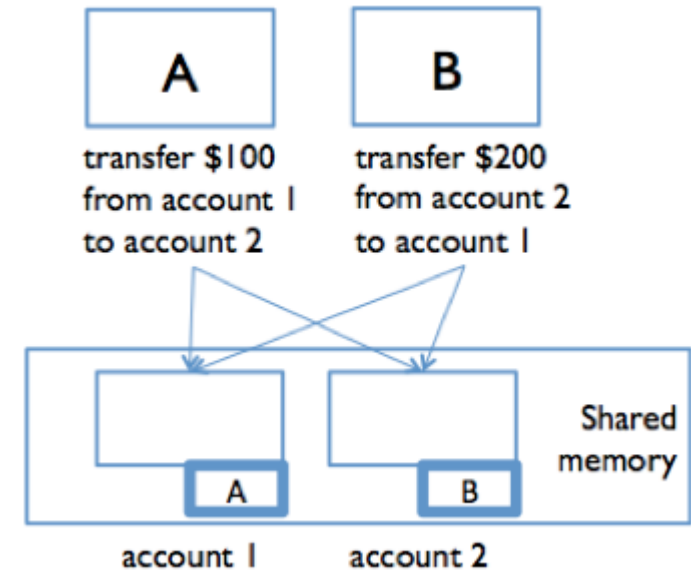 A
B
transfer $100
from account 1
to account 2
transfer $200
from account 2
to account 1
Shared
memory
A
B
account 1
account 2